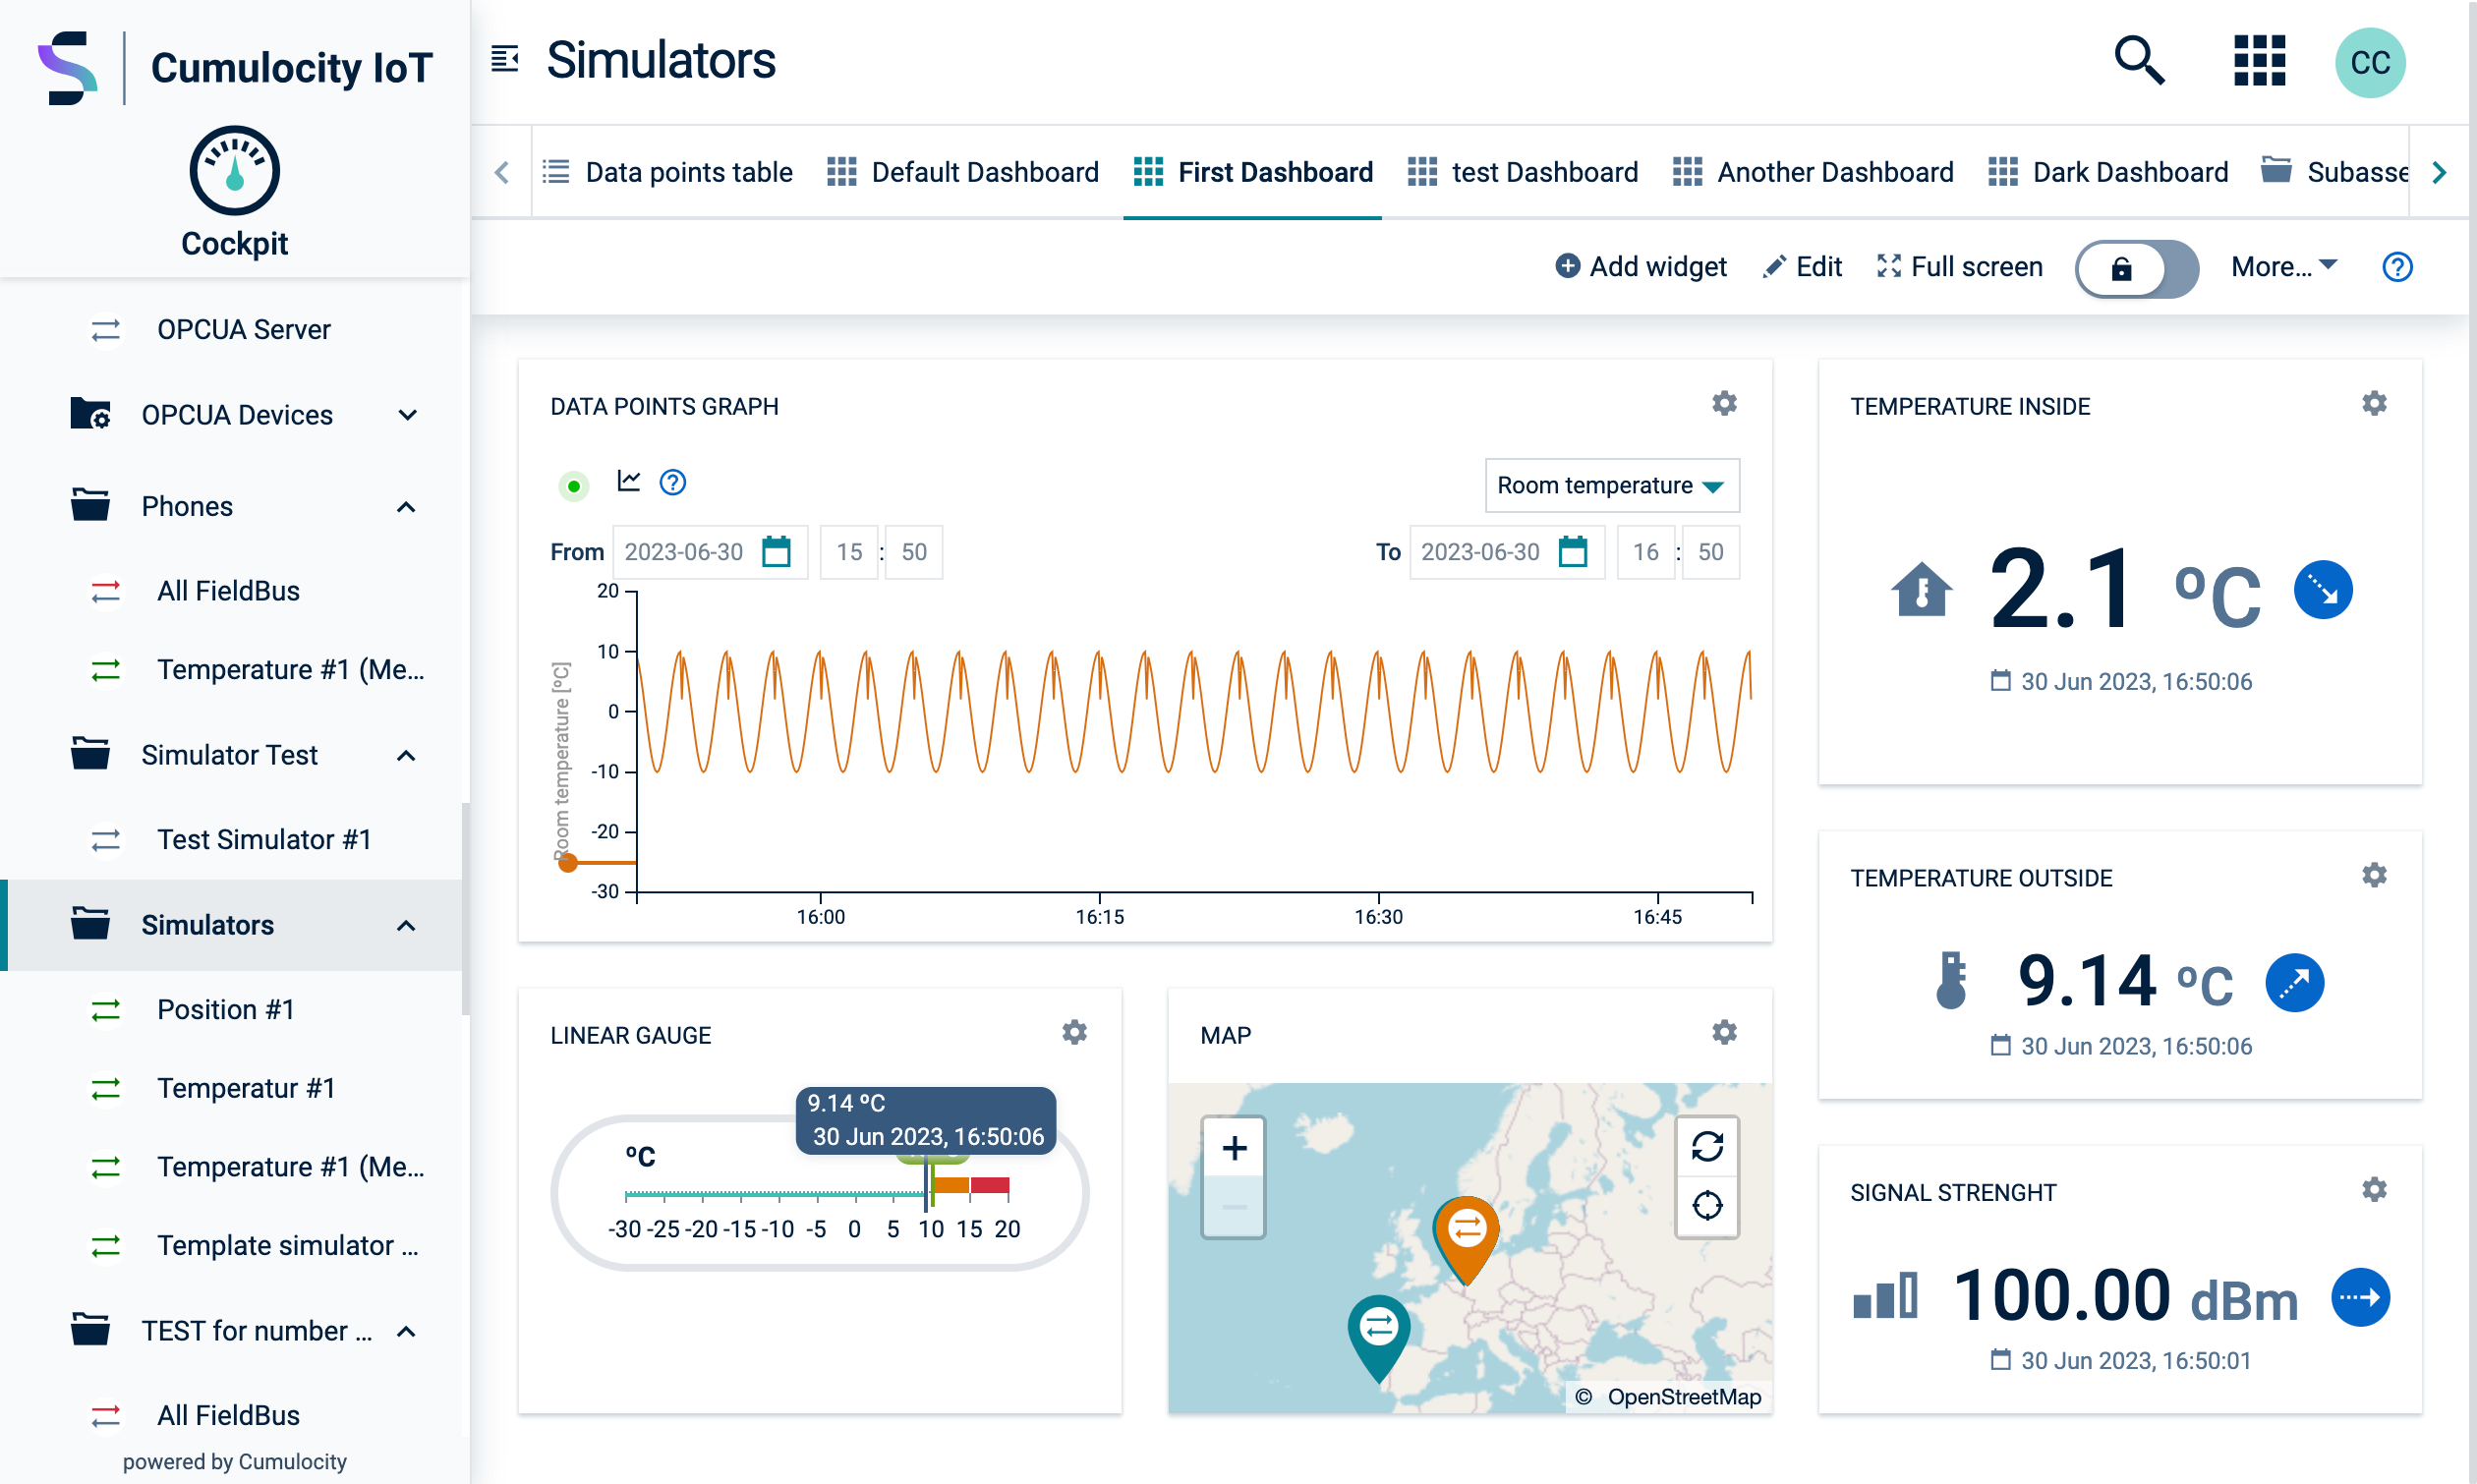 Cumulocity IoT
Cockpit
OPCUA Server
OPCUA Devices
Phones
All FieldBus
Temperature #1 (Me...
Simulator Test
Test Simulator #1
Simulators
Position #1
Temperatur #1
Temperature #1 (Me...
Template simulator ...
TEST for number ...
All FieldBus
powered by Cumulocity
Simulators
CC
Data points table
Default Dashboard
First Dashboard
test Dashboard
Another Dashboard
Dark Dashboard
Subasse
Add widget
Edit
Full screen
More...
DATA POINTS GRAPH
Room temperature
From 2023-06-30 15 : 50
To 2023-06-30 16 : 50
Room temperature [ºC]
20
10
0
-10
-20
-30
16:00 16:15 16:30 16:45
TEMPERATURE INSIDE
2.1 ºC
30 Jun 2023, 16:50:06
TEMPERATURE OUTSIDE
9.14 ºC
30 Jun 2023, 16:50:06
LINEAR GAUGE
9.14 ºC
30 Jun 2023, 16:50:06
ºC
-30 -25 -20 -15 -10 -5 0 5 10 15 20
MAP
+
−
© OpenStreetMap
SIGNAL STRENGHT
100.00 dBm
30 Jun 2023, 16:50:01